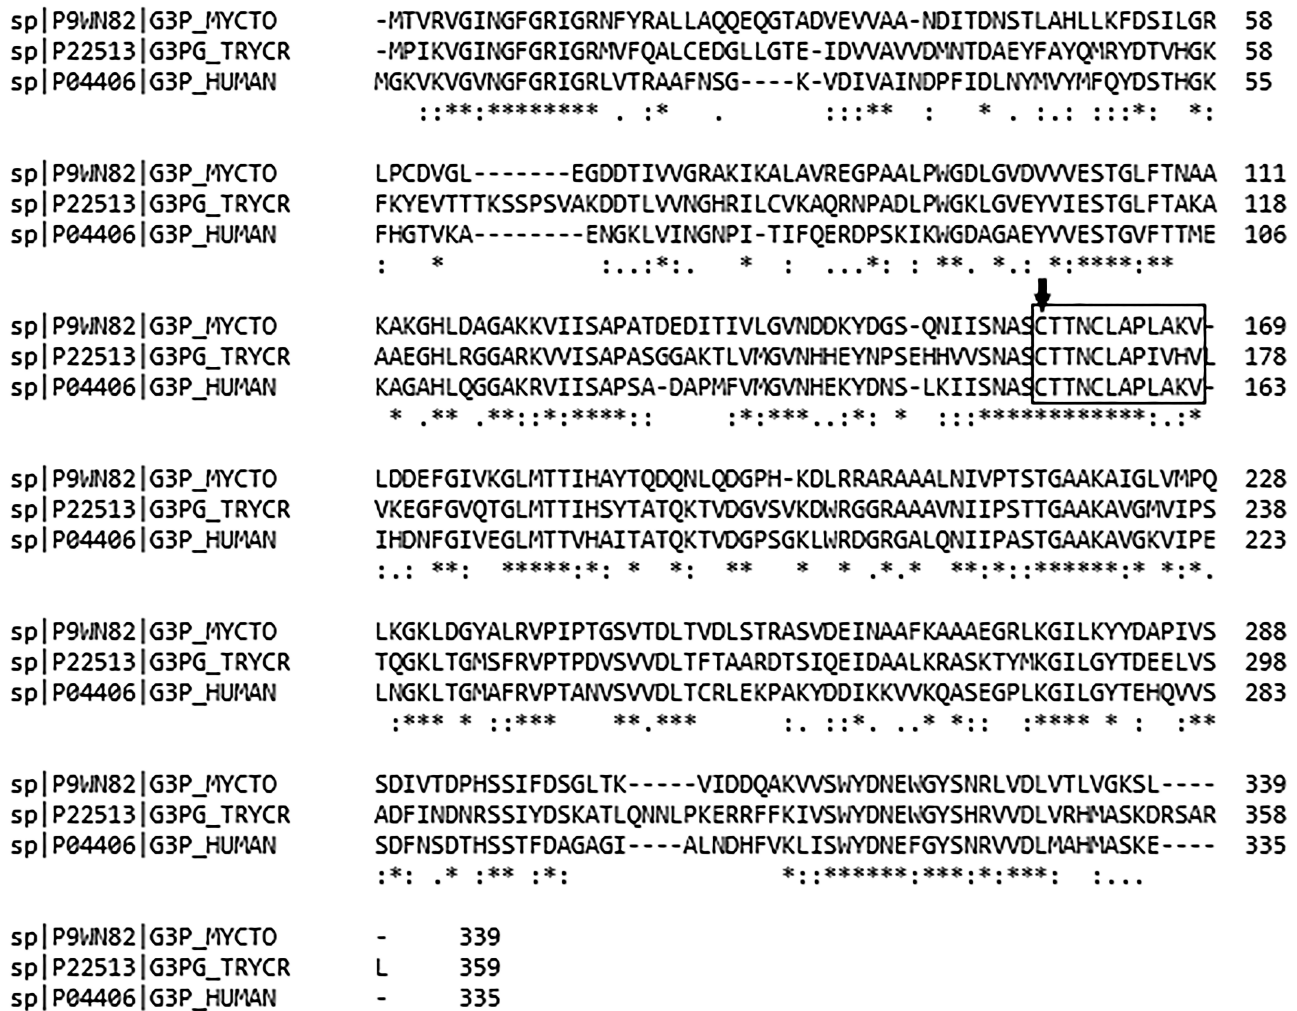 sp|P9WN82|G3P_MYCTO -MTVRVGINGFGRIGRNFYRALLAQQEQGTADVEVVAA-NDITDNSTLAHLLKFDSILGR 58
sp|P22513|G3PG_TRYCR -MPIKVGINGFGRIGRMVFQALCEDGLLGTE-IDVVAVVDMNTDAEYFAYQMRYDTVHGK 58
sp|P04406|G3P_HUMAN MGKVKVGVNGFGRIGRLVTRAAFNSG----K-VDIVAINDPFIDLNYMVYMFQYDSTHGK 55
::**:******** . :* . :::** : * . :.: :::*: *:
sp|P9WN82|G3P_MYCTO LPCDVGL-------EGDDTIVVGRAKIKALAVREGPAALPWGDLGVDVVVESTGLFTNAA 111
sp|P22513|G3PG_TRYCR FKYEVTTTKSSPSVAKDDTLVVNGHRILCVKAQRNPADLPWGKLGVEYVIESTGLFTAKA 118
sp|P04406|G3P_HUMAN FHGTVKA--------ENGKLVINGNPI-TIFQERDPSKIKWGDAGAEYVVESTGVFTTME 106
: * :..:*:. * : ...*: : **. *.: *:****:**
sp|P9WN82|G3P_MYCTO KAKGHLDAGAKKVIISAPATDEDITIVLGVNDDKYDGS-QNIISNASCTTNCLAPLAKV- 169
sp|P22513|G3PG_TRYCR AAEGHLRGGARKVVISAPASGGAKTLVMGVNHHEYNPSEHHVVSNASCTTNCLAPIVHVL 178
sp|P04406|G3P_HUMAN KAGAHLQGGAKRVIISAPSA-DAPMFVMGVNHEKYDNS-LKIISNASCTTNCLAPLAKV- 163
* .** .**::*:****:: :*:***..:*: * :::************:.:*
sp|P9WN82|G3P_MYCTO LDDEFGIVKGLMTTIHAYTQDQNLQDGPH-KDLRRARAAALNIVPTSTGAAKAIGLVMPQ 228
sp|P22513|G3PG_TRYCR VKEGFGVQTGLMTTIHSYTATQKTVDGVSVKDWRGGRAAAVNIIPSTTGAAKAVGMVIPS 238
sp|P04406|G3P_HUMAN IHDNFGIVEGLMTTVHAITATQKTVDGPSGKLWRDGRGALQNIIPASTGAAKAVGKVIPE 223
:.: **: *****:*: * *: ** * * .*.* **:*::******:* *:*.
sp|P9WN82|G3P_MYCTO LKGKLDGYALRVPIPTGSVTDLTVDLSTRASVDEINAAFKAAAEGRLKGILKYYDAPIVS 288
sp|P22513|G3PG_TRYCR TQGKLTGMSFRVPTPDVSVVDLTFTAARDTSIQEIDAALKRASKTYMKGILGYTDEELVS 298
sp|P04406|G3P_HUMAN LNGKLTGMAFRVPTANVSVVDLTCRLEKPAKYDDIKKVVKQASEGPLKGILGYTEHQVVS 283
:*** * ::*** **.*** :. ::*. ..* *:: :**** * : :**
sp|P9WN82|G3P_MYCTO SDIVTDPHSSIFDSGLTK-----VIDDQAKVVSWYDNEWGYSNRLVDLVTLVGKSL---- 339
sp|P22513|G3PG_TRYCR ADFINDNRSSIYDSKATLQNNLPKERRFFKIVSWYDNEWGYSHRVVDLVRHMASKDRSAR 358
sp|P04406|G3P_HUMAN SDFNSDTHSSTFDAGAGI----ALNDHFVKLISWYDNEFGYSNRVVDLMAHMASKE---- 335
:*: .* :** :*: *::******:***:*:***: :...
sp|P9WN82|G3P_MYCTO - 339
sp|P22513|G3PG_TRYCR L 359
sp|P04406|G3P_HUMAN - 335